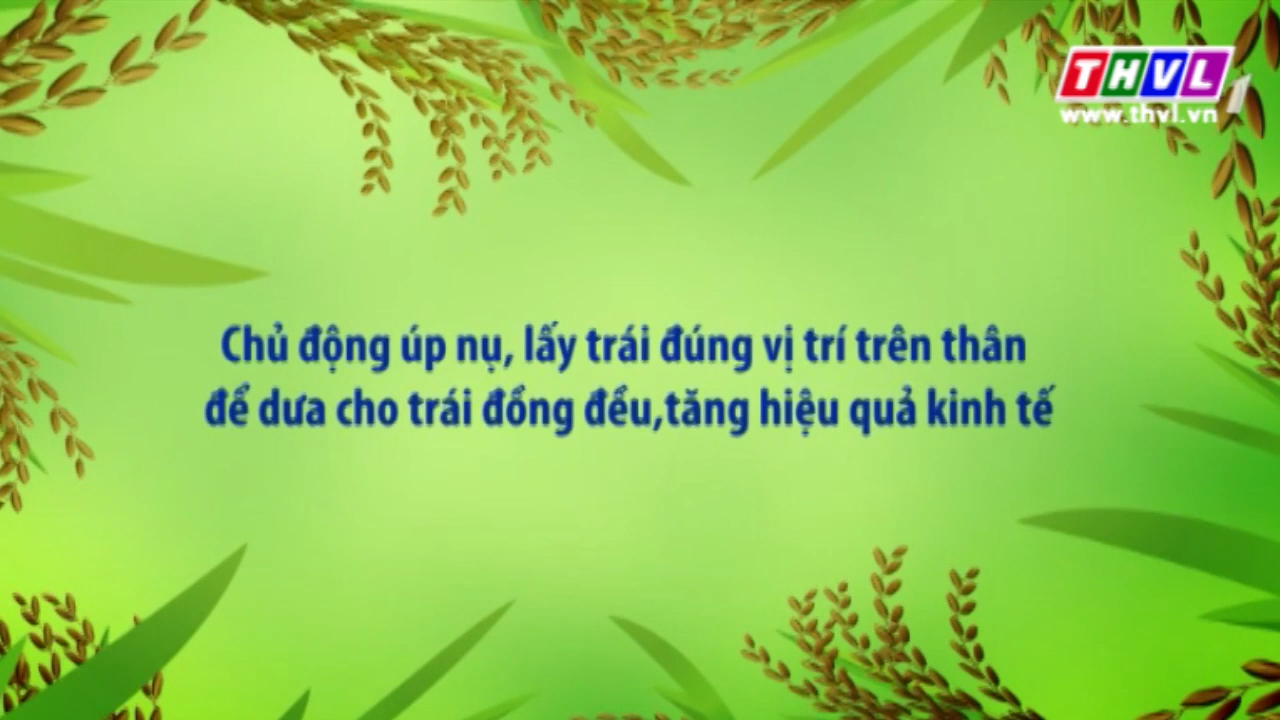 THVL1
www.thvl.vn
Chủ động úp nụ, lấy trái đúng vị trí trên thân
để dưa cho trái đồng đều,tăng hiệu quả kinh tế